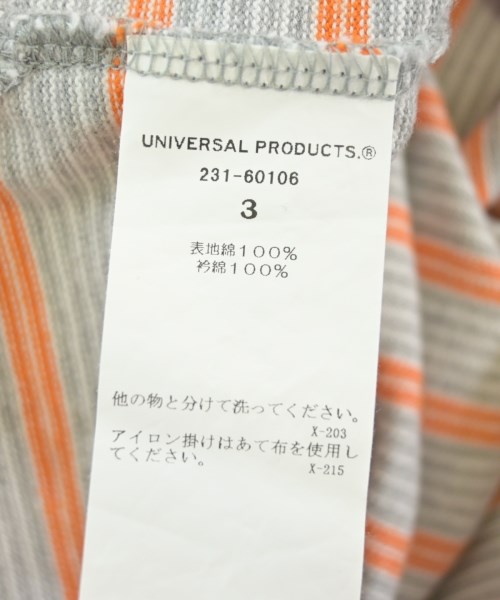 UNIVERSAL PRODUCTS.®
231-60106
3
表地綿100%
衿綿100%
他の物と分けて洗ってください。
X-203
アイロン掛けはあて布を使用し
てください。
X-215